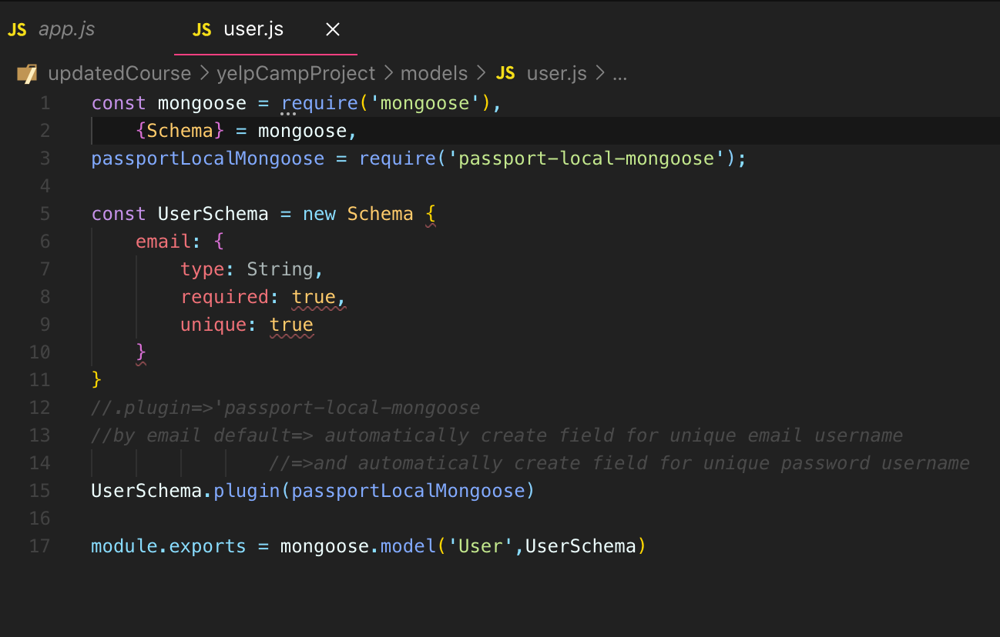 JS app.js JS user.js ×
updatedCourse > yelpCampProject > models > JS user.js > ...
1 const mongoose = require('mongoose'),
2     {Schema} = mongoose,
3 passportLocalMongoose = require('passport-local-mongoose');
4
5 const UserSchema = new Schema {
6     email: {
7         type: String,
8         required: true,
9         unique: true
10     }
11 }
12 //.plugin=>'passport-local-mongoose
13 //by email default=> automatically create field for unique email username
14                 //=>and automatically create field for unique password username
15 UserSchema.plugin(passportLocalMongoose)
16
17 module.exports = mongoose.model('User',UserSchema)